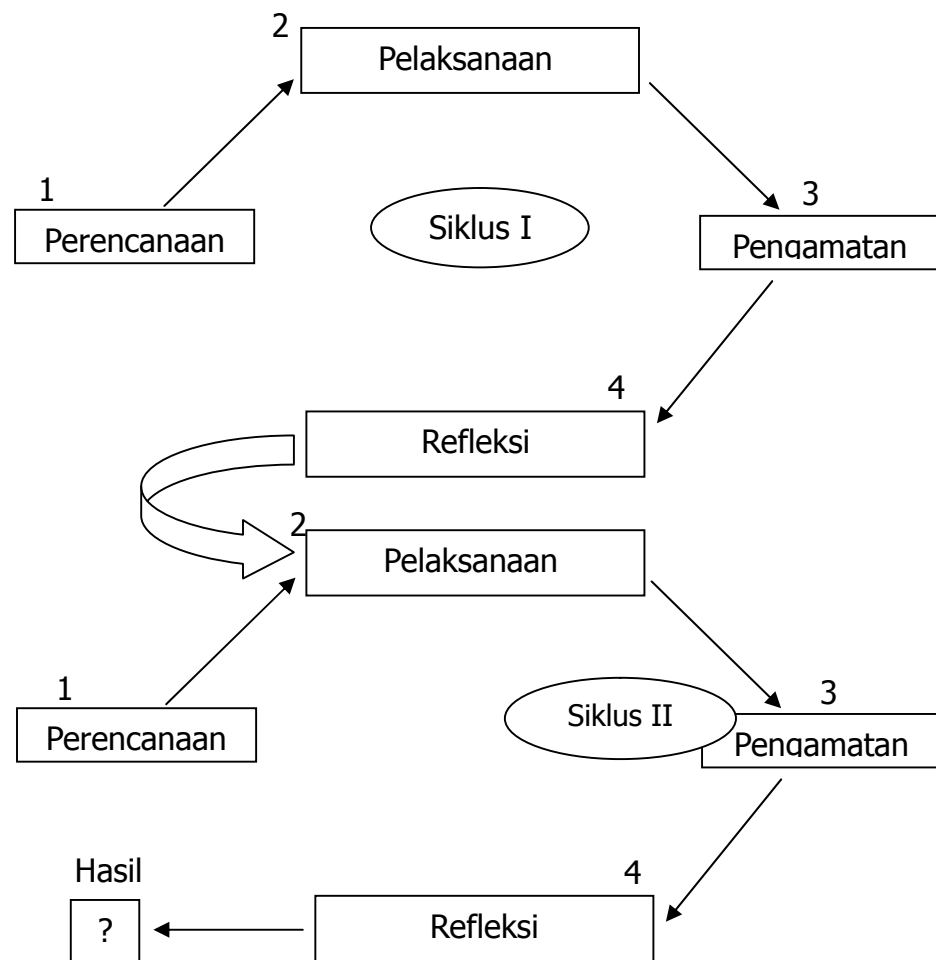 2
Pelaksanaan
1
Perencanaan
Siklus I
3
Pengamatan
4
Refleksi
2
Pelaksanaan
1
Perencanaan
Siklus II
3
Pengamatan
Hasil
?
4
Refleksi